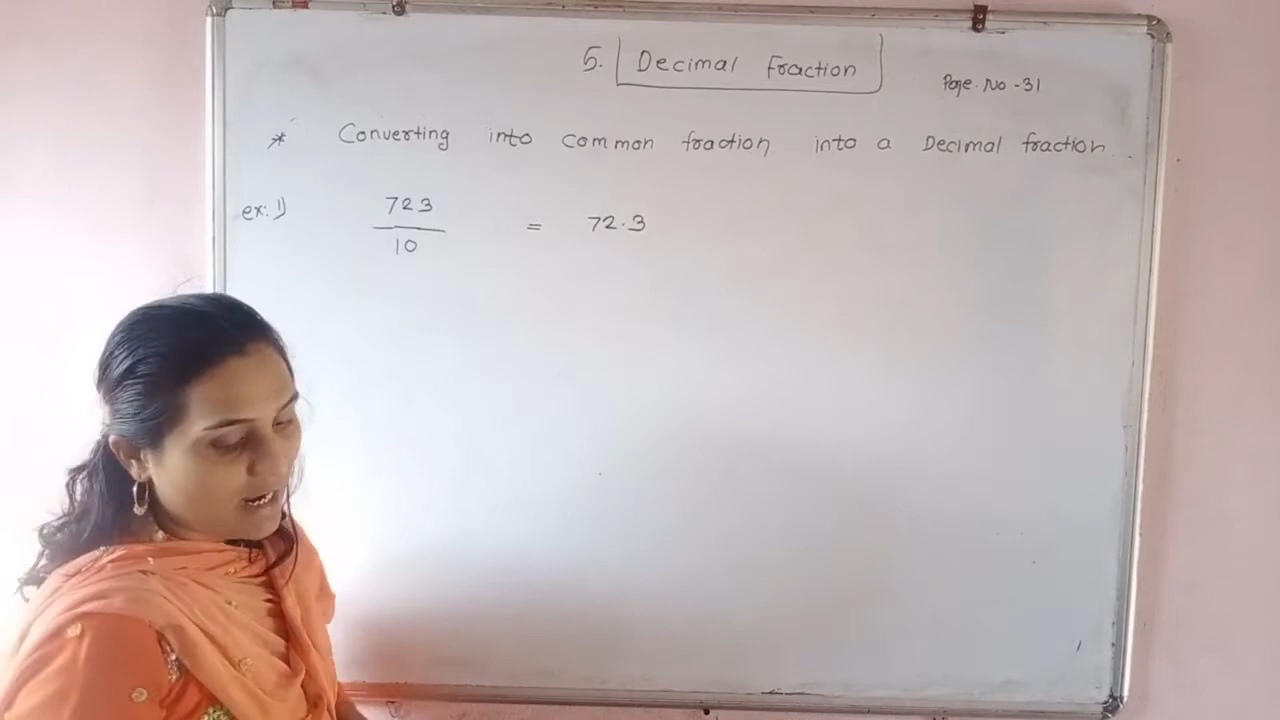 5. Decimal Fraction
Page. No - 31
* Converting into common fraction into a Decimal fraction.
ex: 1) 723/10 = 72.3